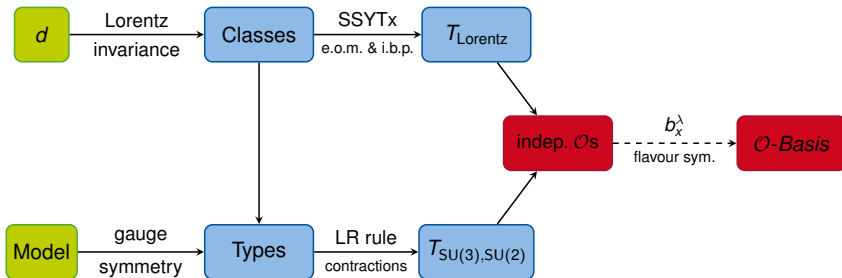 d
Lorentz
invariance
Classes
SSYTx
e.o.m. & i.b.p.
T_Lorentz
indep. 𝒪s
b_x^λ
flavour sym.
𝒪-Basis
Model
gauge
symmetry
Types
LR rule
contractions
T_SU(3),SU(2)